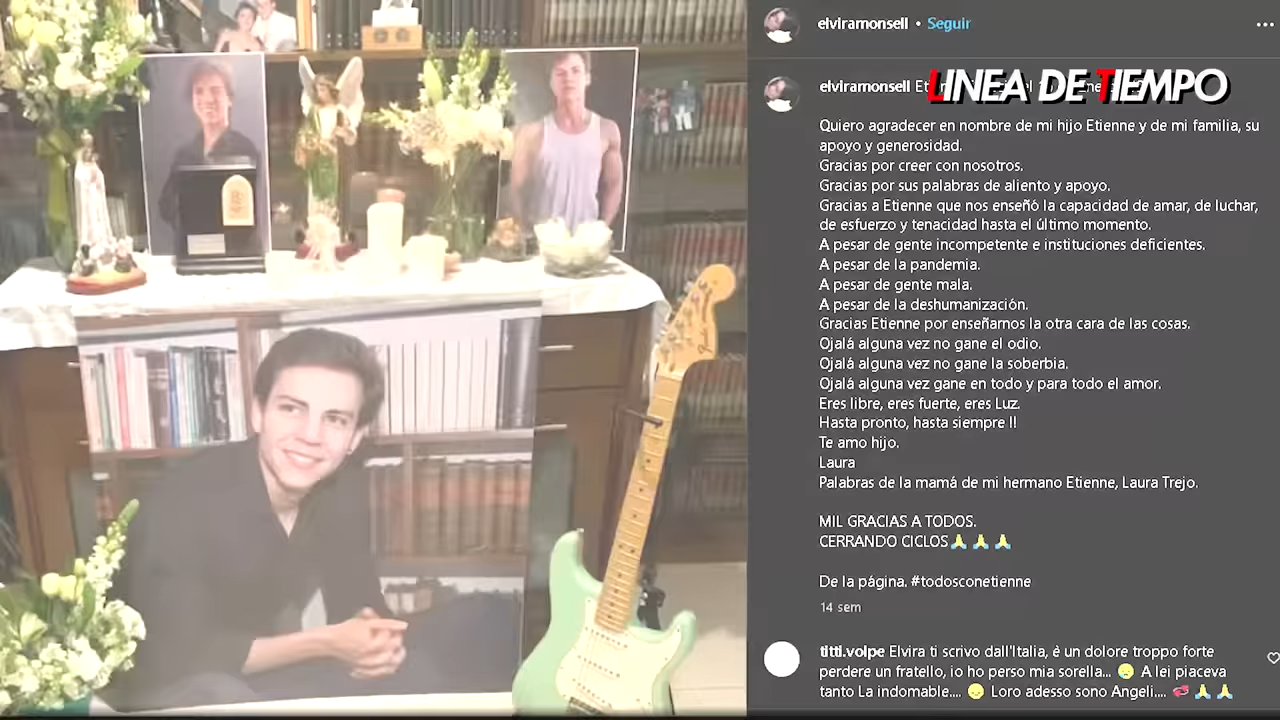 elviramonsell • Seguir
LINEA DE TIEMPO
elviramonsell
Quiero agradecer en nombre de mi hijo Etienne y de mi familia, su
apoyo y generosidad.
Gracias por creer con nosotros.
Gracias por sus palabras de aliento y apoyo.
Gracias a Etienne que nos enseñó la capacidad de amar, de luchar,
de esfuerzo y tenacidad hasta el último momento.
A pesar de gente incompetente e instituciones deficientes.
A pesar de la pandemia.
A pesar de gente mala.
A pesar de la deshumanización.
Gracias Etienne por enseñarnos la otra cara de las cosas.
Ojalá alguna vez no gane el odio.
Ojalá alguna vez no gane la soberbia.
Ojalá alguna vez gane en todo y para todo el amor.
Eres libre, eres fuerte, eres Luz.
Hasta pronto, hasta siempre !!
Te amo hijo.
Laura
Palabras de la mamá de mi hermano Etienne, Laura Trejo.
MIL GRACIAS A TODOS.
CERRANDO CICLOS🙏 🙏 🙏
De la página. #todosconetienne
14 sem
titti.volpe Elvira ti scrivo dall'Italia, è un dolore troppo forte
perdere un fratello, io ho perso mia sorella... 😢 A lei piaceva
tanto La indomable.... 😢 Loro adesso sono Angeli.... 💞 🙏 🙏